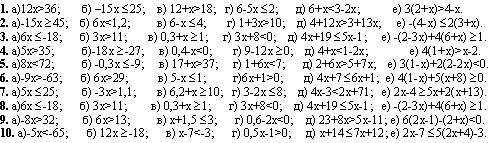 1. а)12x>36; б) –15x ≤25; в) 12+x>18; г) 6-5x ≤2; д) 6+x<3-2x; е) 3(2+x)>4-x.
2. а)-15x ≥45; б) 6x<1,2; в) 6-x ≤4; г) 1+3x>10; д) 4+12x>3+13x; е) -(4-x) ≤2(3+x).
3. а)6x ≤-18; б) 3x>11; в) 0,3+x ≥1; г) 3x+8<0; д) 4x+19 ≤5x-1; е) -(2-3x)+4(6+x) ≥1.
4. а)5x>35; б)-18x ≥-27; в) 0,4-x<0; г) 9-12x ≥0; д) 4+x<1-2x; е) 4(1+x)>x-2.
5. а)8x<72; б) -0,3x ≤-9; в) 17+x>37; г) 1+6x<7; д) 2+6x>5+7x; е) 3(1-x)+2(2-2x)<0.
6. а)-9x>-63; б) 6x>29; в) 5-x ≤1; г)6x+1>0; д) 4x+7 ≤6x+1; е) 4(1-x)+5(x+8) ≥0.
7. а)5x ≤25; б) -3x>1,1; в) 6,2+x ≥10; г) 3-2x ≤8; д) 4x-3<2x+71; е) 2x-4 ≥5x+2(x+13).
8. а)6x ≤-18; б) 3x>11; в) 0,3+x ≥1; г) 3x+8<0; д) 4x+19 ≤5x-1; е) -(2-3x)+4(6+x) ≥1.
9. а)-8x>32; б) 6x>13; в) x+1,5 ≤3; г) 0,6-2x<0; д) 23+8x>5x-11; е) 6(2x-1)-(2+x)<0.
10. а)-5x<-65; б) 12x ≥-18; в) x-7<-3; г) 0,5x-1>0; д) x+14 ≤7x+12; е) 2x-7 ≤5(2x+4)-3.